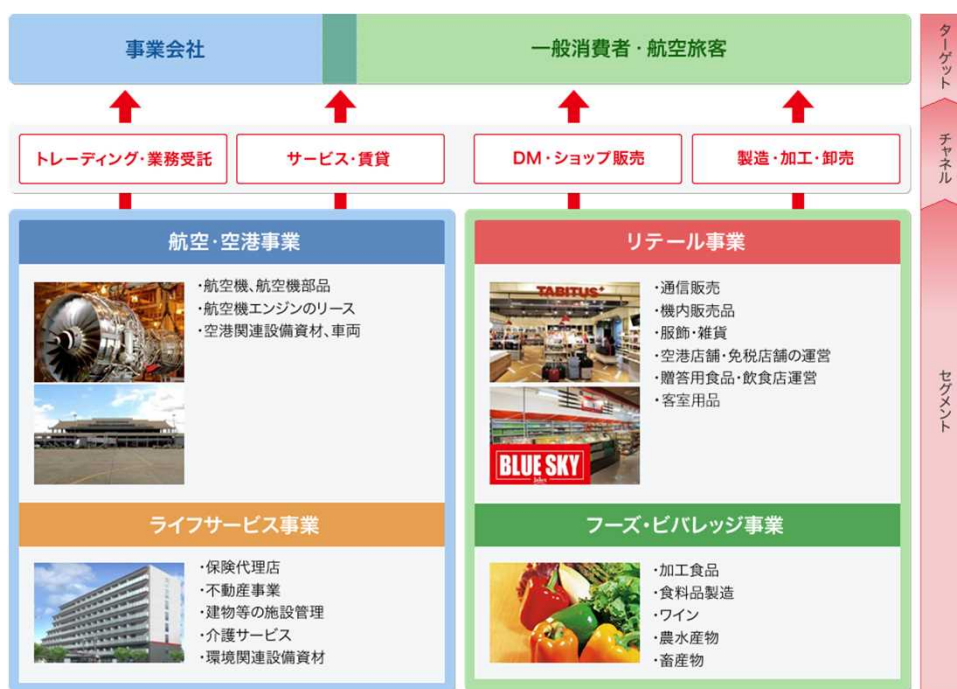 事業会社
一般消費者・航空旅客
ターゲット
トレーディング・業務受託
サービス・賃貸
DM・ショップ販売
製造・加工・卸売
チャネル
航空・空港事業
・航空機、航空機部品
・航空機エンジンのリース
・空港関連設備資材、車両
リテール事業
TABITUS+
BLUE SKY
・通信販売
・機内販売品
・服飾・雑貨
・空港店舗・免税店舗の運営
・贈答用食品・飲食店運営
・客室用品
セグメント
ライフサービス事業
・保険代理店
・不動産事業
・建物等の施設管理
・介護サービス
・環境関連設備資材
フーズ・ビバレッジ事業
・加工食品
・食料品製造
・ワイン
・農水産物
・畜産物